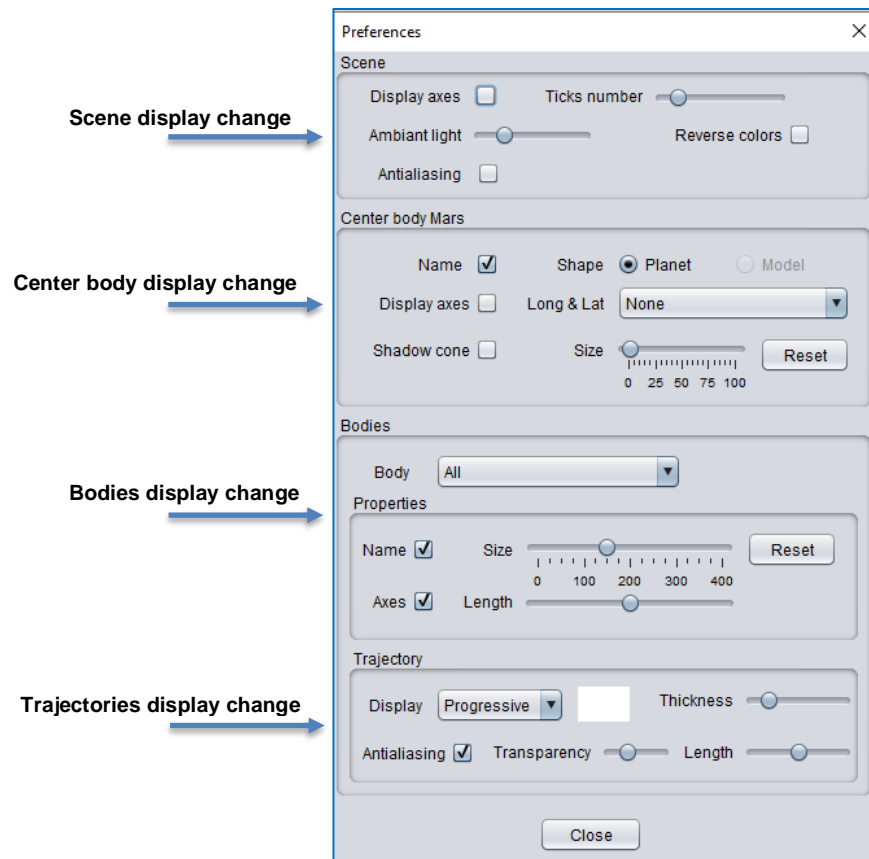 Preferences
Scene
Display axes Ticks number
Scene display change
Ambiant light Reverse colors
Antialiasing
Center body Mars
Name Shape Planet Model
Center body display change
Display axes Long & Lat None
Shadow cone Size Reset
0 25 50 75 100
Bodies
Body All
Bodies display change
Properties
Name Size Reset
0 100 200 300 400
Axes Length
Trajectory
Trajectories display change
Display Progressive Thickness
Antialiasing Transparency Length
Close